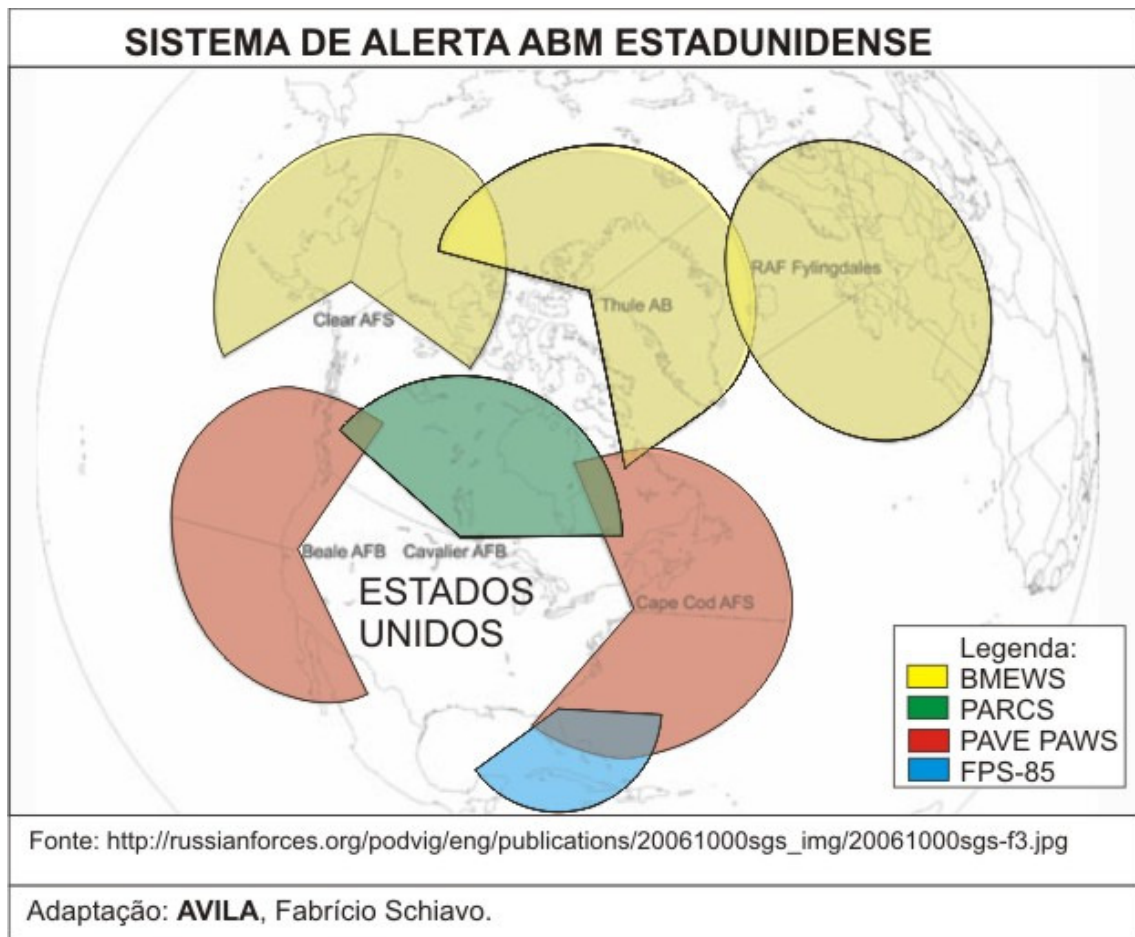 SISTEMA DE ALERTA ABM ESTADUNIDENSE
Clear AFS
Thule AB
RAF Fylingdales
Beale AFB
Cavalier AFB
ESTADOS
UNIDOS
Cape Cod AFS
Legenda:
BMEWS
PARCS
PAVE PAWS
FPS-85
Fonte: http://russianforces.org/podvig/eng/publications/20061000sgs_img/20061000sgs-f3.jpg
Adaptação: AVILA, Fabrício Schiavo.